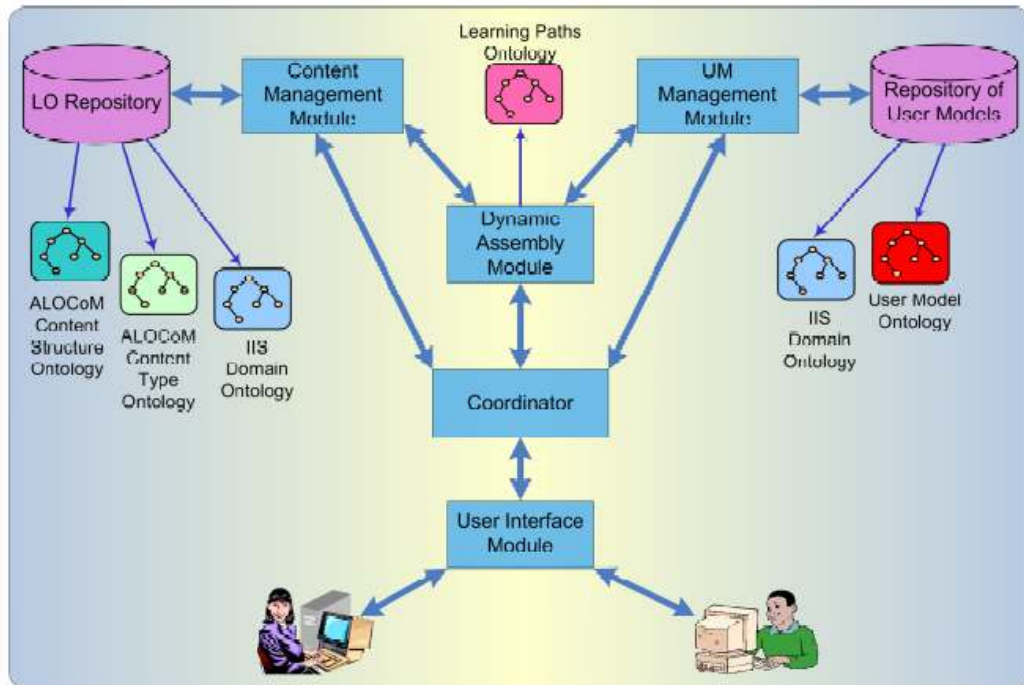 Learning Paths
Ontology
LO Repository
Content
Management
Module
UM
Management
Module
Repository of
User Models
Dynamic
Assembly
Module
ALOCoM
Content
Structure
Ontology
ALOCoM
Content
Type
Ontology
IIS
Domain
Ontology
IIS
Domain
Ontology
User Model
Ontology
Coordinator
User Interface
Module